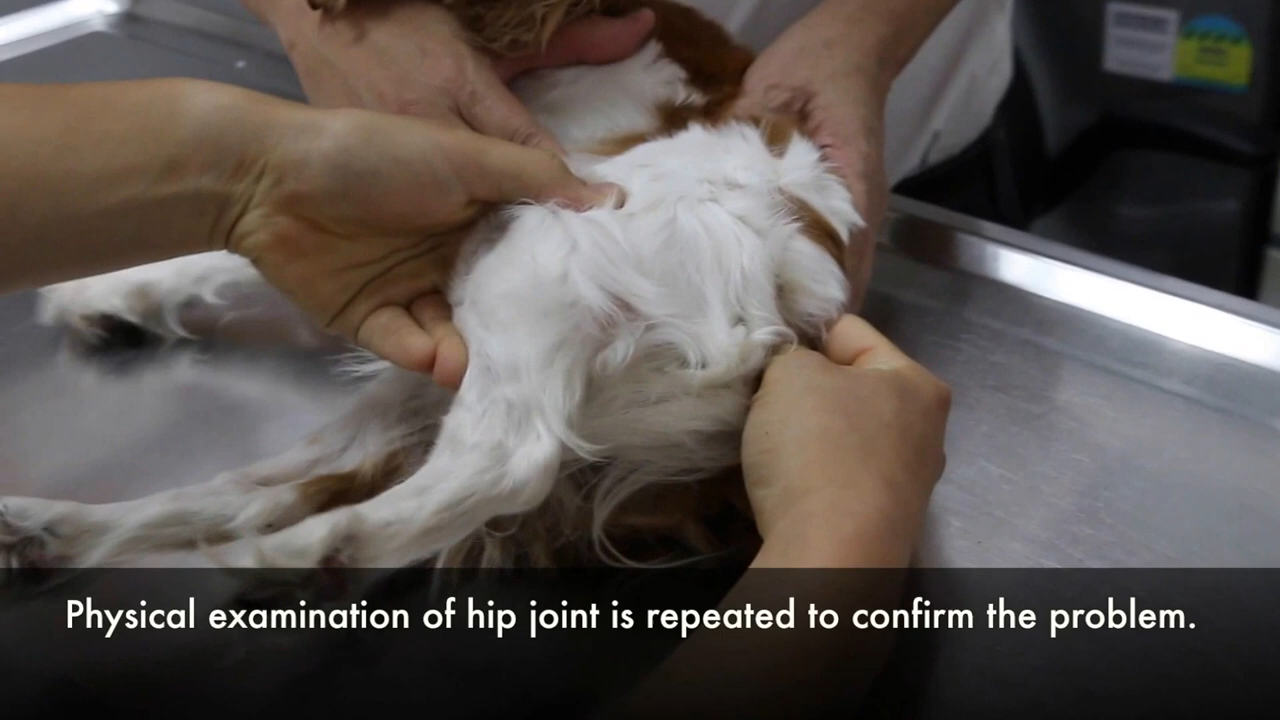 Physical examination of hip joint is repeated to confirm the problem.